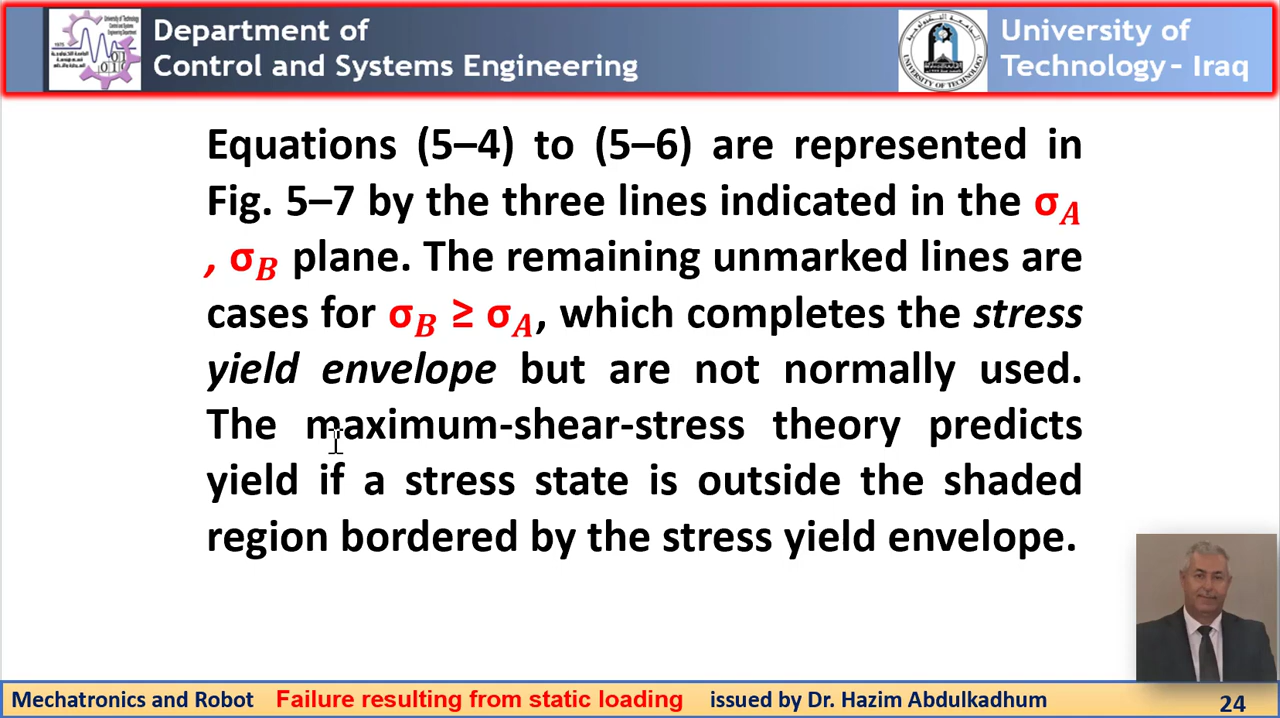 Department of
Control and Systems Engineering
University of
Technology - Iraq
Equations (5–4) to (5–6) are represented in
Fig. 5–7 by the three lines indicated in the σA
, σB plane. The remaining unmarked lines are
cases for σB ≥ σA, which completes the stress
yield envelope but are not normally used.
The maximum-shear-stress theory predicts
yield if a stress state is outside the shaded
region bordered by the stress yield envelope.
Mechatronics and Robot Failure resulting from static loading issued by Dr. Hazim Abdulkadhum 24